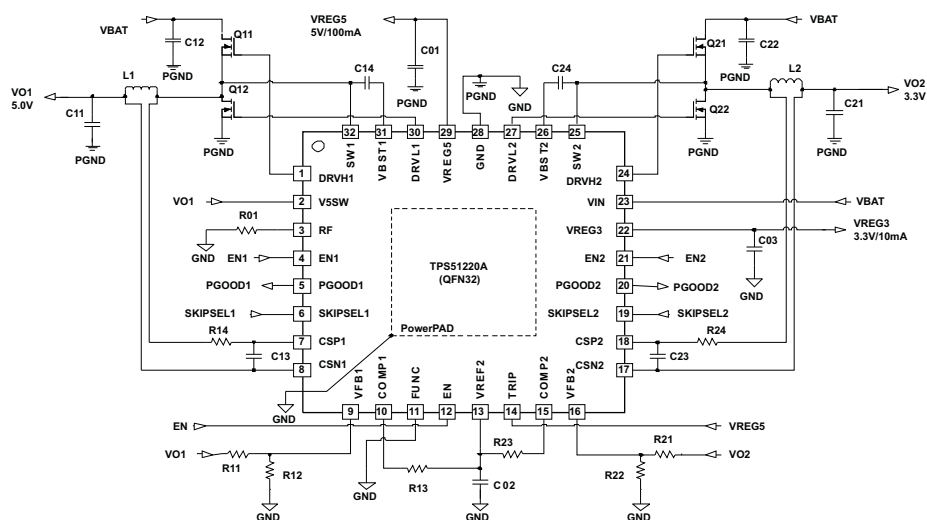 VBAT
Q11
VREG5
5V/100mA
C01
VBAT
Q21
C12
PGND
C22
PGND
L1
Q12
C14
C24
L2
VO1
5.0V
C11
PGND
PGND
PGND
PGND
GND
Q22
PGND
VO2
3.3V
C21
PGND
32
31
30
29
28
27
26
25
SW1
VBST1
DRVL1
VREG5
GND
DRVL2
VBST2
SW2
1
DRVH1
DRVH2
24
VO1
2
V5SW
VIN
23
VBAT
R01
GND
3
RF
VREG3
22
VREG3
3.3V/10mA
C03
GND
EN1
4
EN1
EN2
21
EN2
TPS51220A
(QFN32)
PGOOD1
5
PGOOD1
PGOOD2
20
PGOOD2
SKIPSEL1
6
SKIPSEL1
SKIPSEL2
19
SKIPSEL2
PowerPAD
R14
7
CSP1
CSP2
18
R24
C13
8
CSN1
CSN2
17
C23
GND
VFB1
COMP1
FUNC
EN
VREF2
TRIP
COMP2
VFB2
9
10
11
12
13
14
15
16
EN
VREG5
VO1
R11
R12
GND
GND
R13
R23
C02
GND
R22
GND
R21
VO2